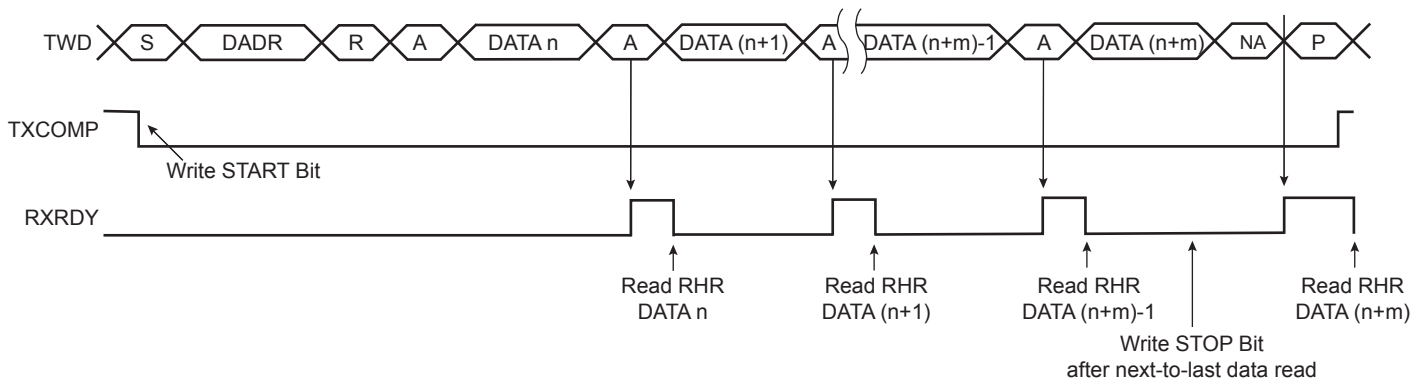 TWD S DADR R A DATA n A DATA (n+1) A DATA (n+m)-1 A DATA (n+m) NA P
TXCOMP
Write START Bit
RXRDY
Read RHR
DATA n
Read RHR
DATA (n+1)
Read RHR
DATA (n+m)-1
Read RHR
DATA (n+m)
Write STOP Bit
after next-to-last data read